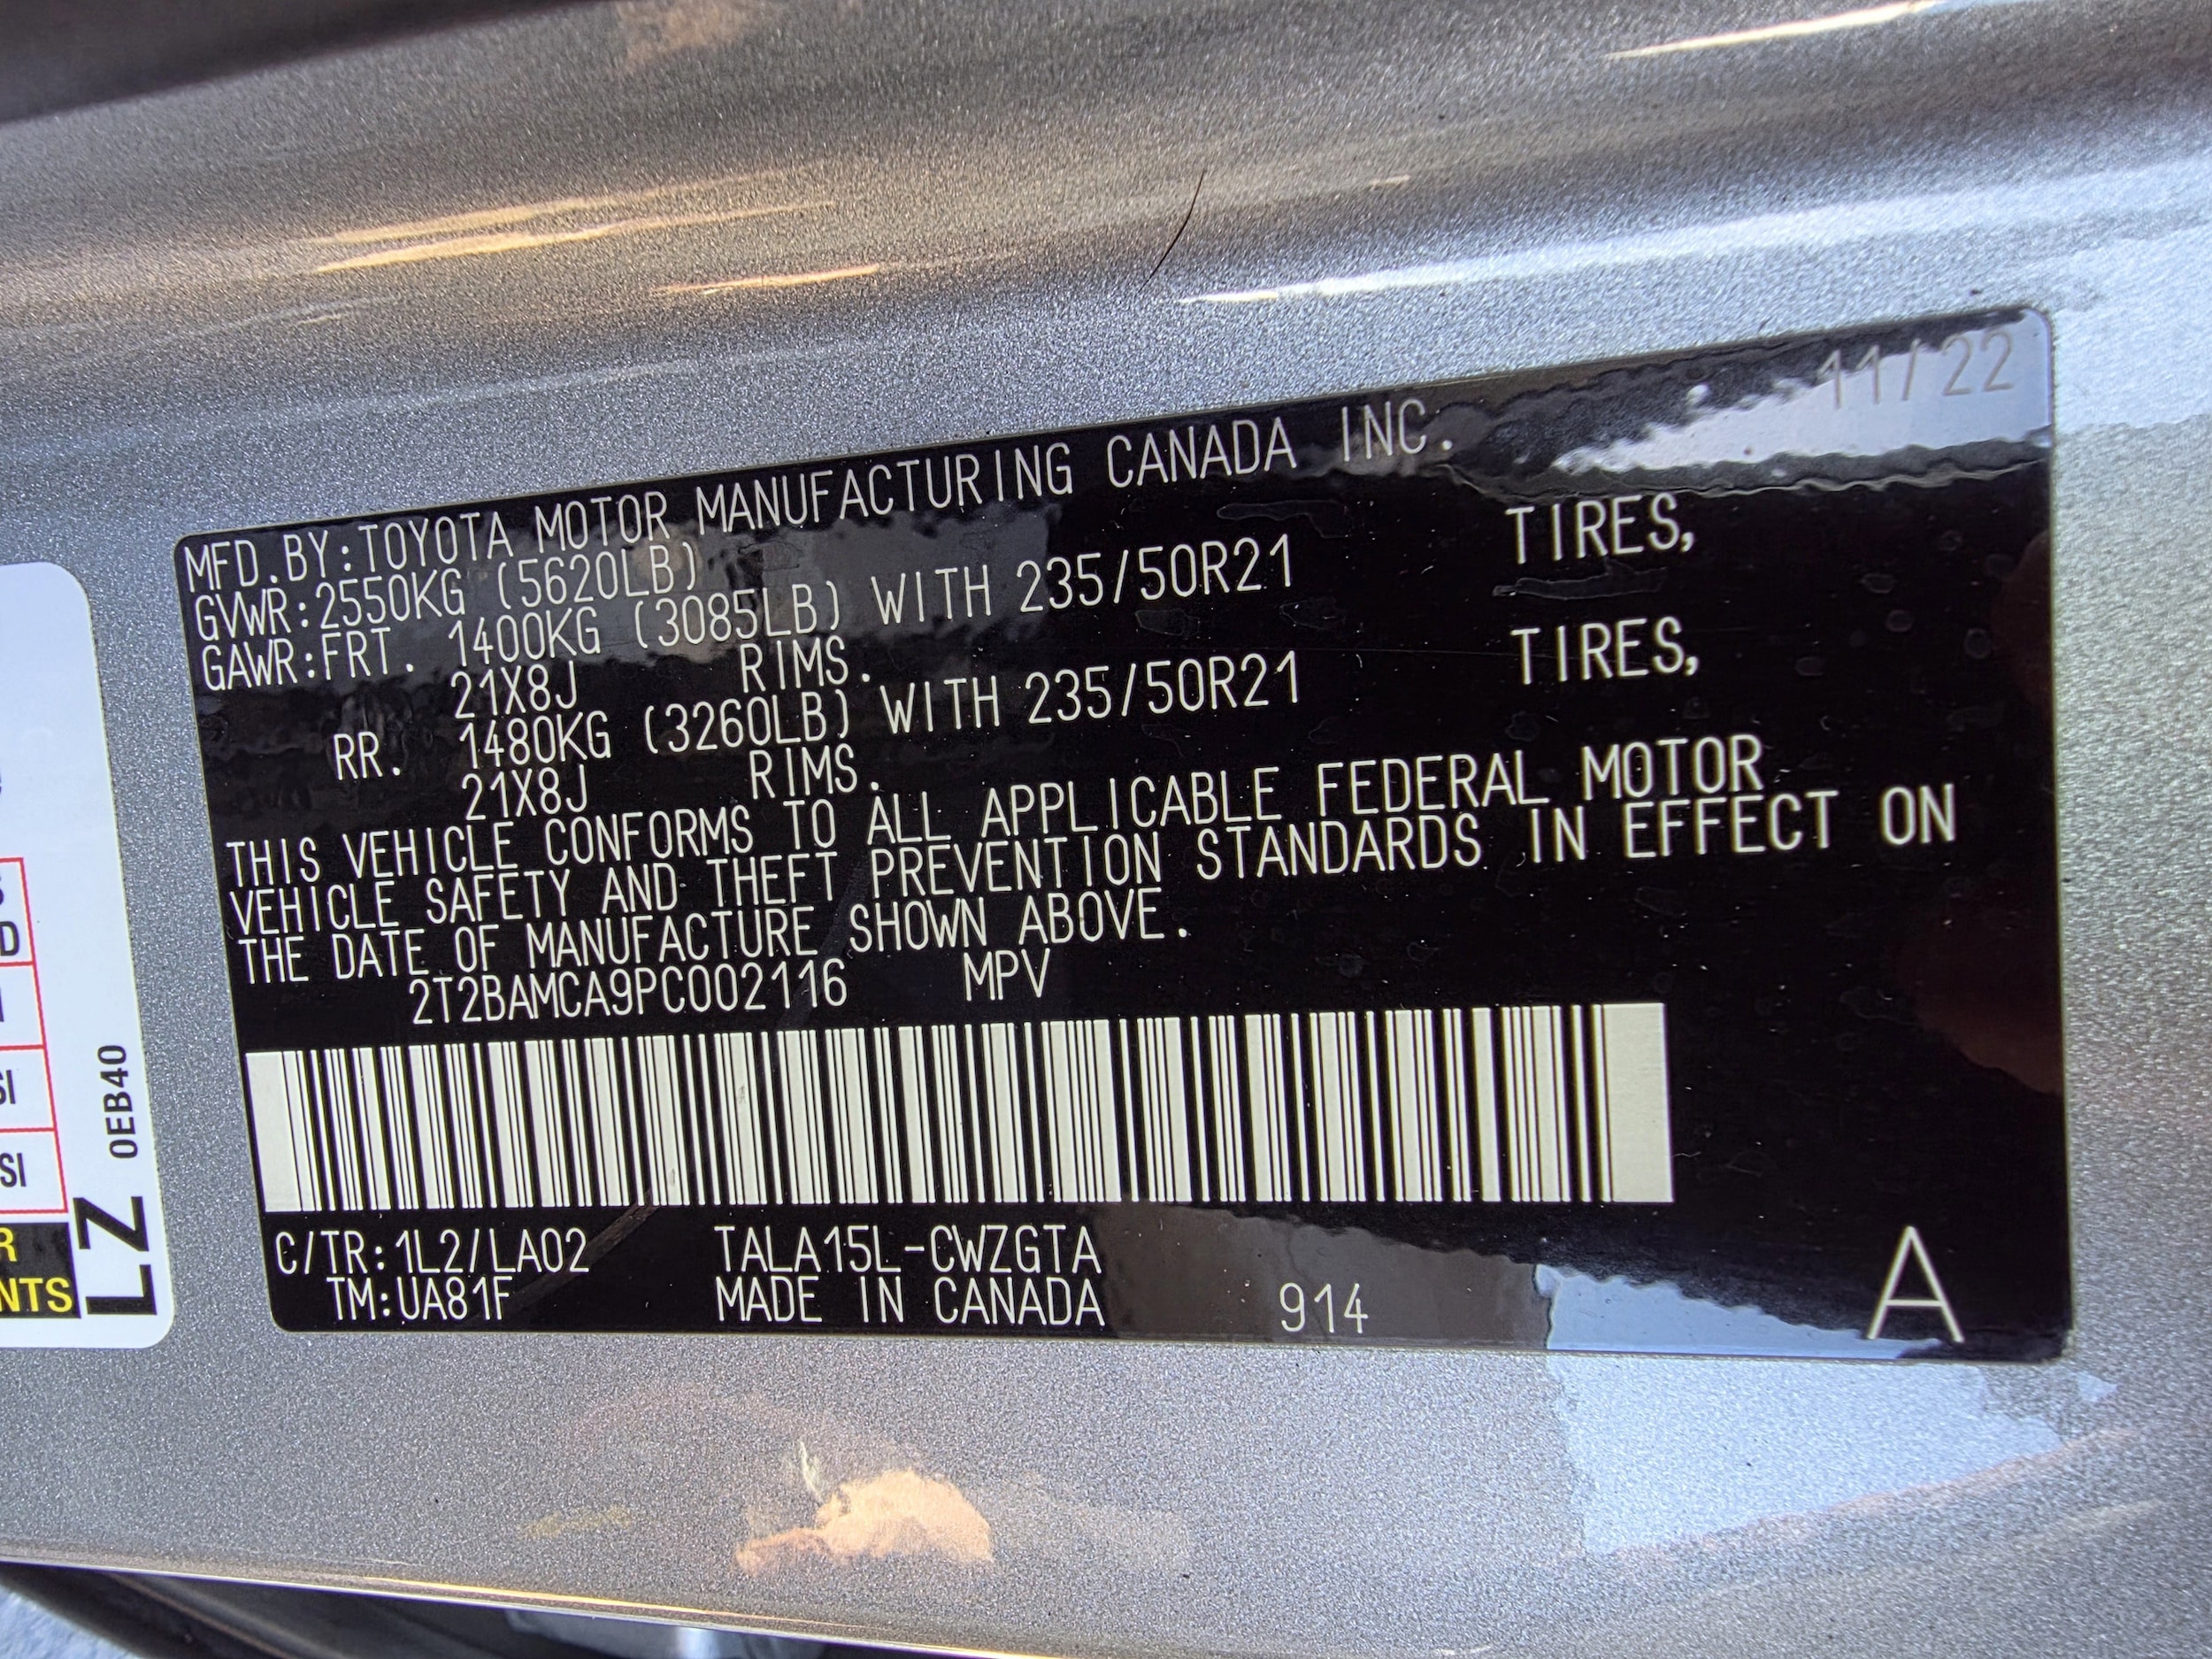 11/22
MFD.BY:TOYOTA MOTOR MANUFACTURING CANADA INC.
GVWR:2550KG (5620LB)
GAWR:FRT. 1400KG (3085LB) WITH 235/50R21 TIRES,
21X8J RIMS.
RR. 1480KG (3260LB) WITH 235/50R21 TIRES,
21X8J RIMS.
THIS VEHICLE CONFORMS TO ALL APPLICABLE FEDERAL MOTOR
VEHICLE SAFETY AND THEFT PREVENTION STANDARDS IN EFFECT ON
THE DATE OF MANUFACTURE SHOWN ABOVE.
2T2BAMCA9PC002116 MPV
C/TR:1L2/LA02 TALA15L-CWZGTA
TM:UA81F MADE IN CANADA 914
A
D
SI
SI
R
NTS
LZ 0EB40